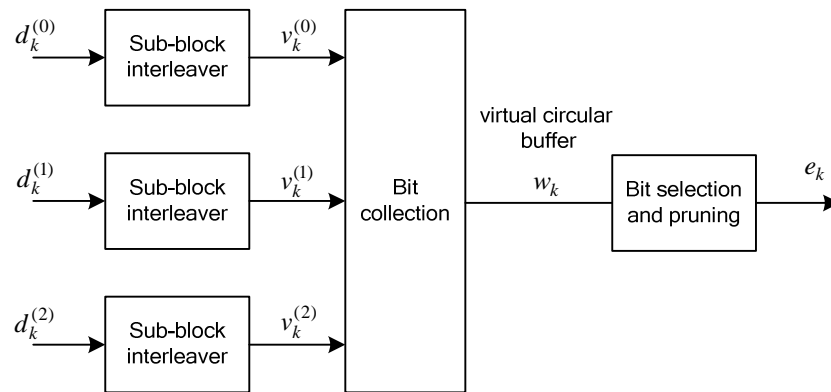 d_k^{(0)}
Sub-block
interleaver
v_k^{(0)}
d_k^{(1)}
Sub-block
interleaver
v_k^{(1)}
d_k^{(2)}
Sub-block
interleaver
v_k^{(2)}
Bit
collection
virtual circular
buffer
w_k
Bit selection
and pruning
e_k